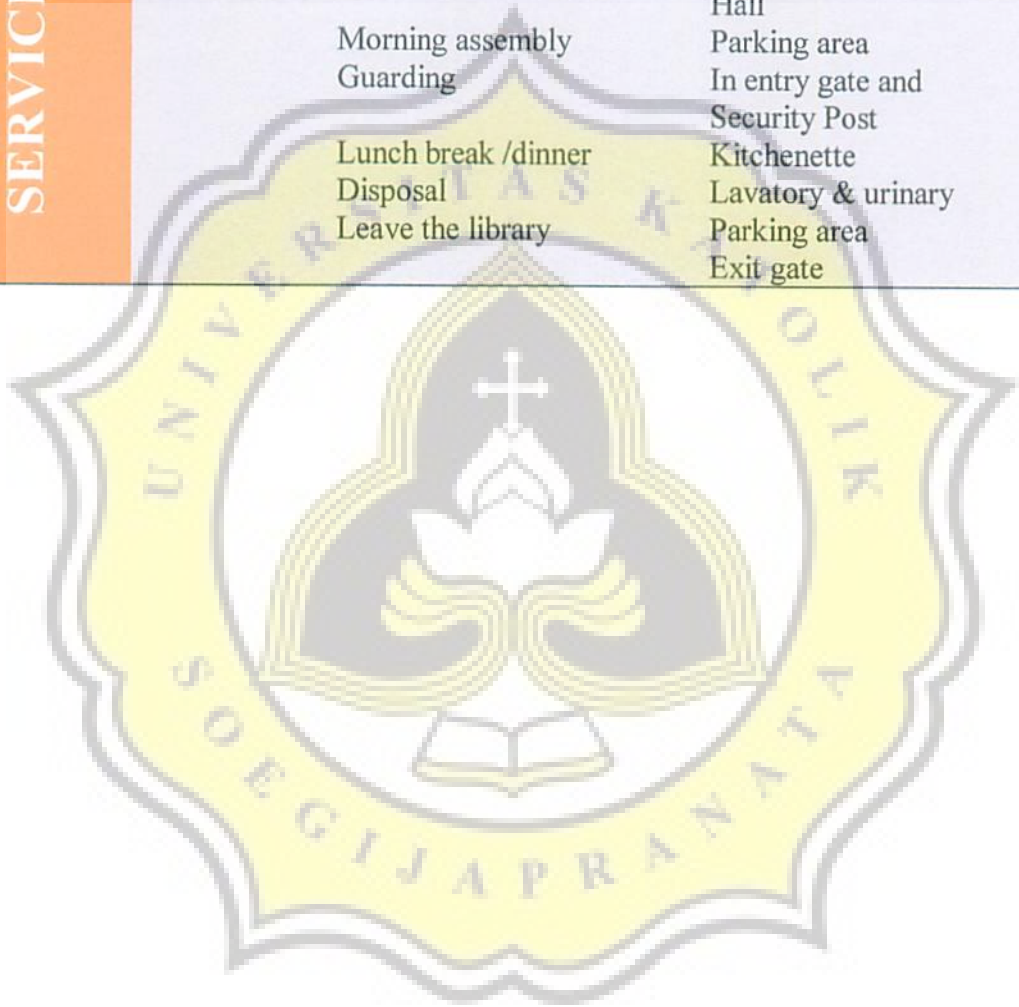 Hall
Morning assembly Parking area
Guarding In entry gate and
Security Post
Lunch break /dinner Kitchenette
Disposal Lavatory & urinary
Leave the library Parking area
Exit gate
UNIVERSITAS KATOLIK
SOEGIJAPRANATA